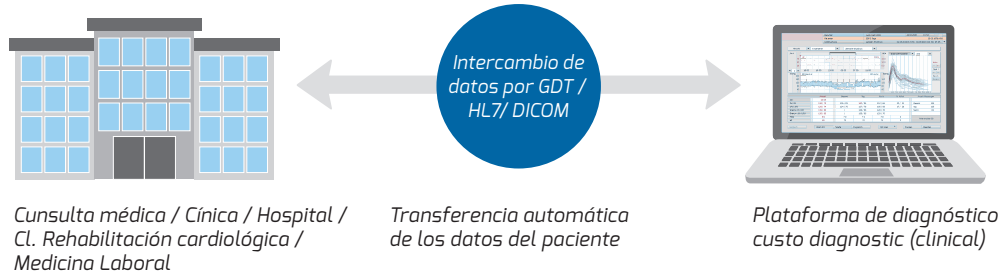 Intercambio de
datos por GDT /
HL7/ DICOM
Cunsulta médica / Cínica / Hospital /
Cl. Rehabilitación cardiológica /
Medicina Laboral
Transferencia automática
de los datos del paciente
Plataforma de diagnóstico
custo diagnostic (clinical)